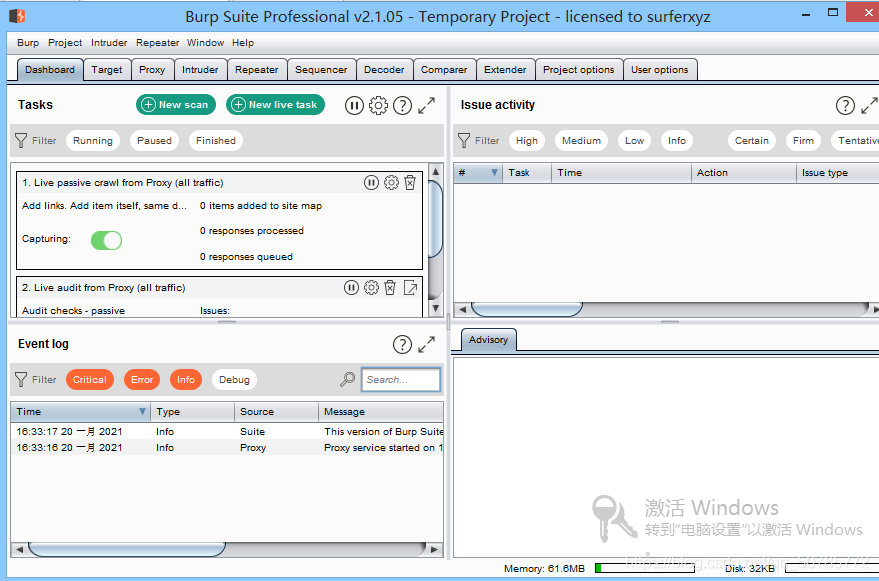 Burp Suite Professional v2.1.05 - Temporary Project - licensed to surferxyz
Burp Project Intruder Repeater Window Help
Dashboard Target Proxy Intruder Repeater Sequencer Decoder Comparer Extender Project options User options
Tasks New scan New live task
Filter Running Paused Finished
1. Live passive crawl from Proxy (all traffic)
Add links. Add item itself, same d... 0 items added to site map
0 responses processed
Capturing:
0 responses queued
2. Live audit from Proxy (all traffic)
Audit checks - passive Issues:
Issue activity
Filter High Medium Low Info Certain Firm Tentative
# Task Time Action Issue type
Event log
Filter Critical Error Info Debug Search...
Time Type Source Message
16:33:17 20 一月 2021 Info Suite This version of Burp Suite
16:33:16 20 一月 2021 Info Proxy Proxy service started on 1
Advisory
激活 Windows
转到"电脑设置"以激活 Windows
Memory: 61.6MB Disk: 32KB